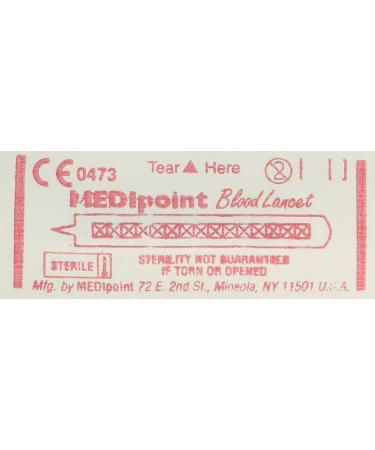 CE 0473 Tear ▲ Here 2
MEDIpoint Blood Lancet
STERILE STERILITY NOT GUARANTEED
IF TORN OR OPENED
Mfg. by MEDIpoint 72 E. 2nd St., Mineola, NY 11501 U.S.A.